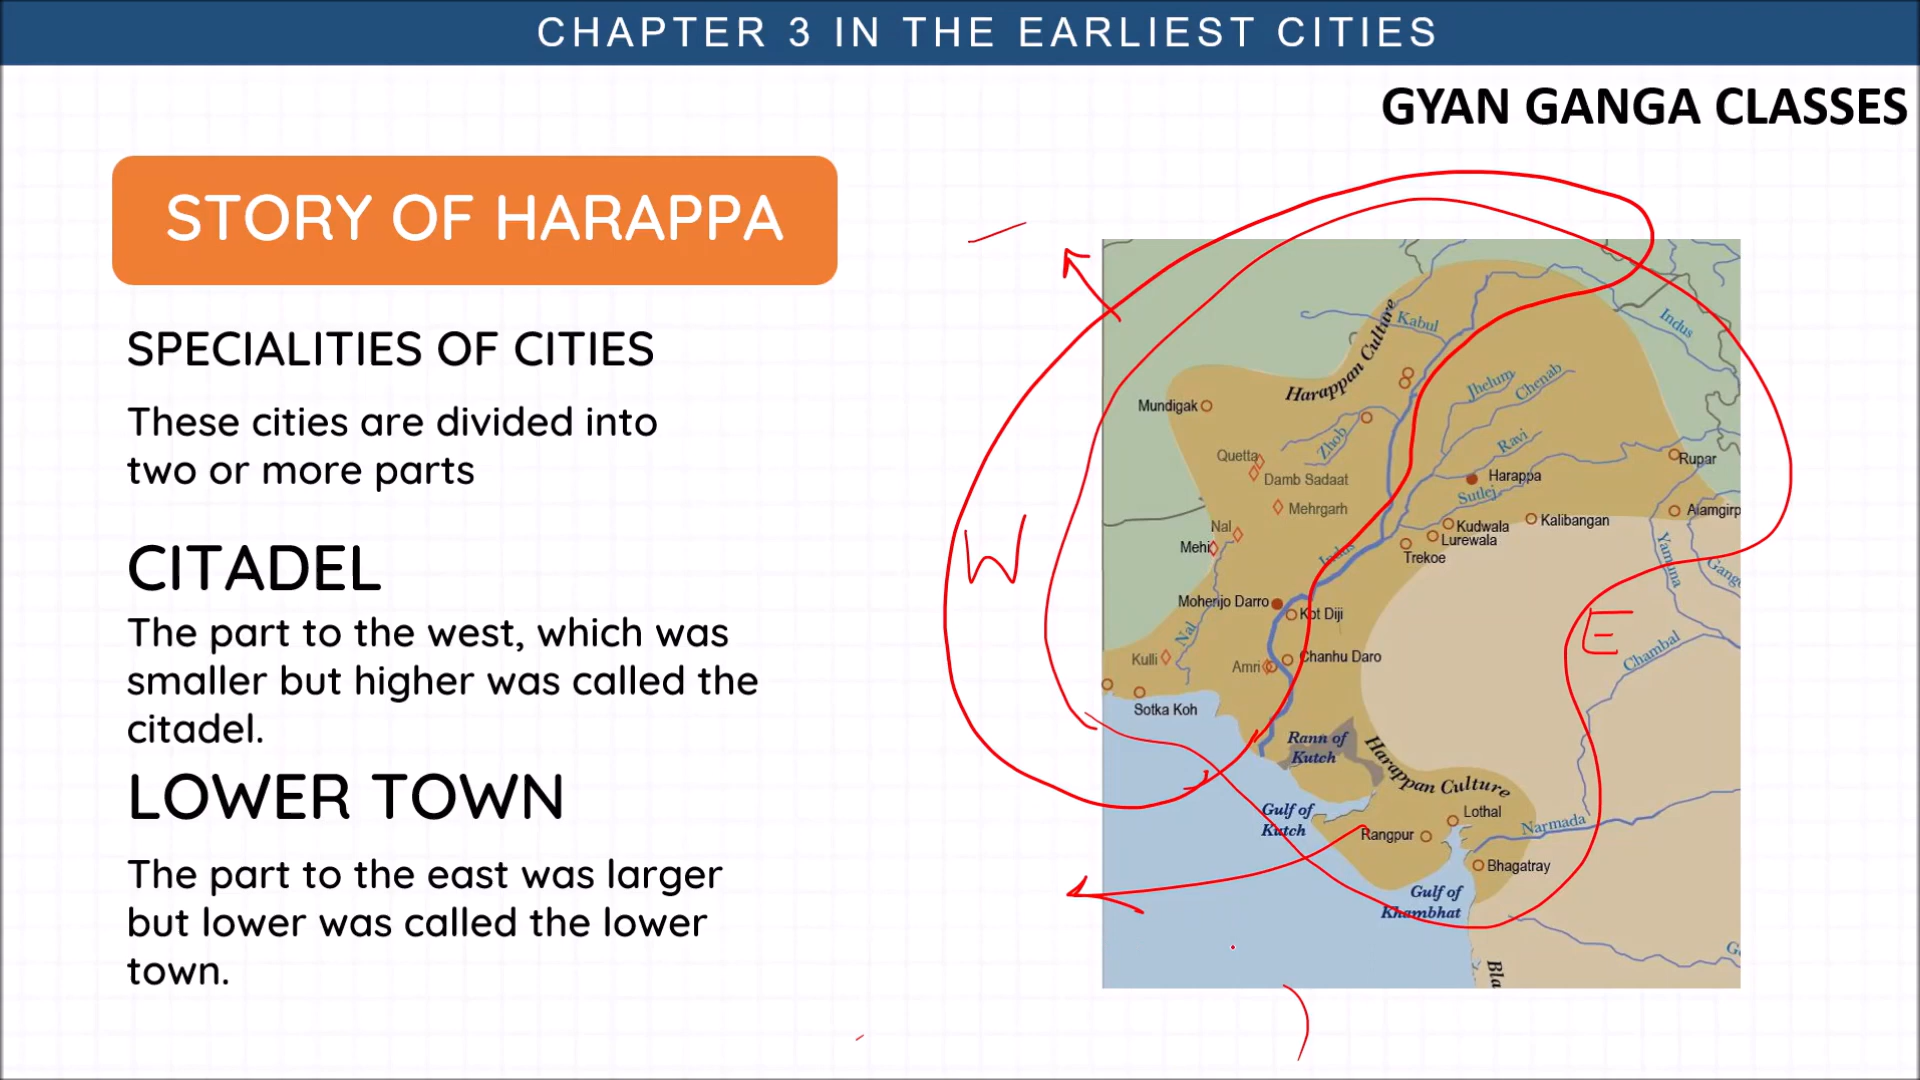 CHAPTER 3 IN THE EARLIEST CITIES
GYAN GANGA CLASSES
STORY OF HARAPPA
SPECIALITIES OF CITIES
These cities are divided into
two or more parts
CITADEL
The part to the west, which was
smaller but higher was called the
citadel.
LOWER TOWN
The part to the east was larger
but lower was called the lower
town.
Harappan Culture
Kabul
Indus
Mundigak
Jhelum
Chenab
Zhob
Ravi
Quetta
Damb Sadaat
Harappa
Rupar
Sutlej
Mehrgarh
Alamgirp
Nal
Kudwala
Kalibangan
Mehi
Lurewala
Indus
Trekoe
Yamuna
Gang
W
Mohenjo Darro
Kot Diji
E
Nal
Kulli
Amri
Chanhu Daro
Chambal
Sotka Koh
Rann of
Kutch
Harappan Culture
Gulf of
Kutch
Lothal
Rangpur
Narmada
Bhagatray
Gulf of
Khambhat
G
Bla